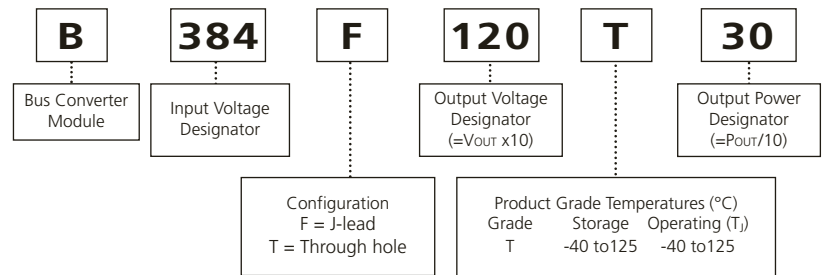 B 384 F 120 T 30
Bus Converter
Module
Input Voltage
Designator
Output Voltage
Designator
(=VOUT x10)
Output Power
Designator
(=POUT/10)
Configuration
F = J-lead
T = Through hole
Product Grade Temperatures (°C)
Grade Storage Operating (TJ)
T -40 to125 -40 to125